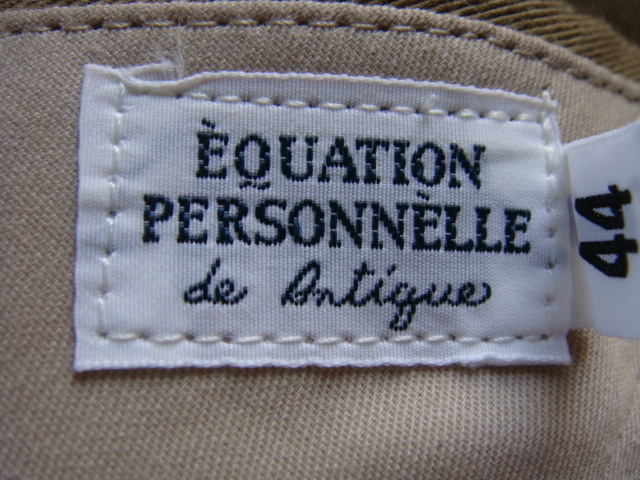 ÈQUATION
PERSONNÈLLE
de Antique
44